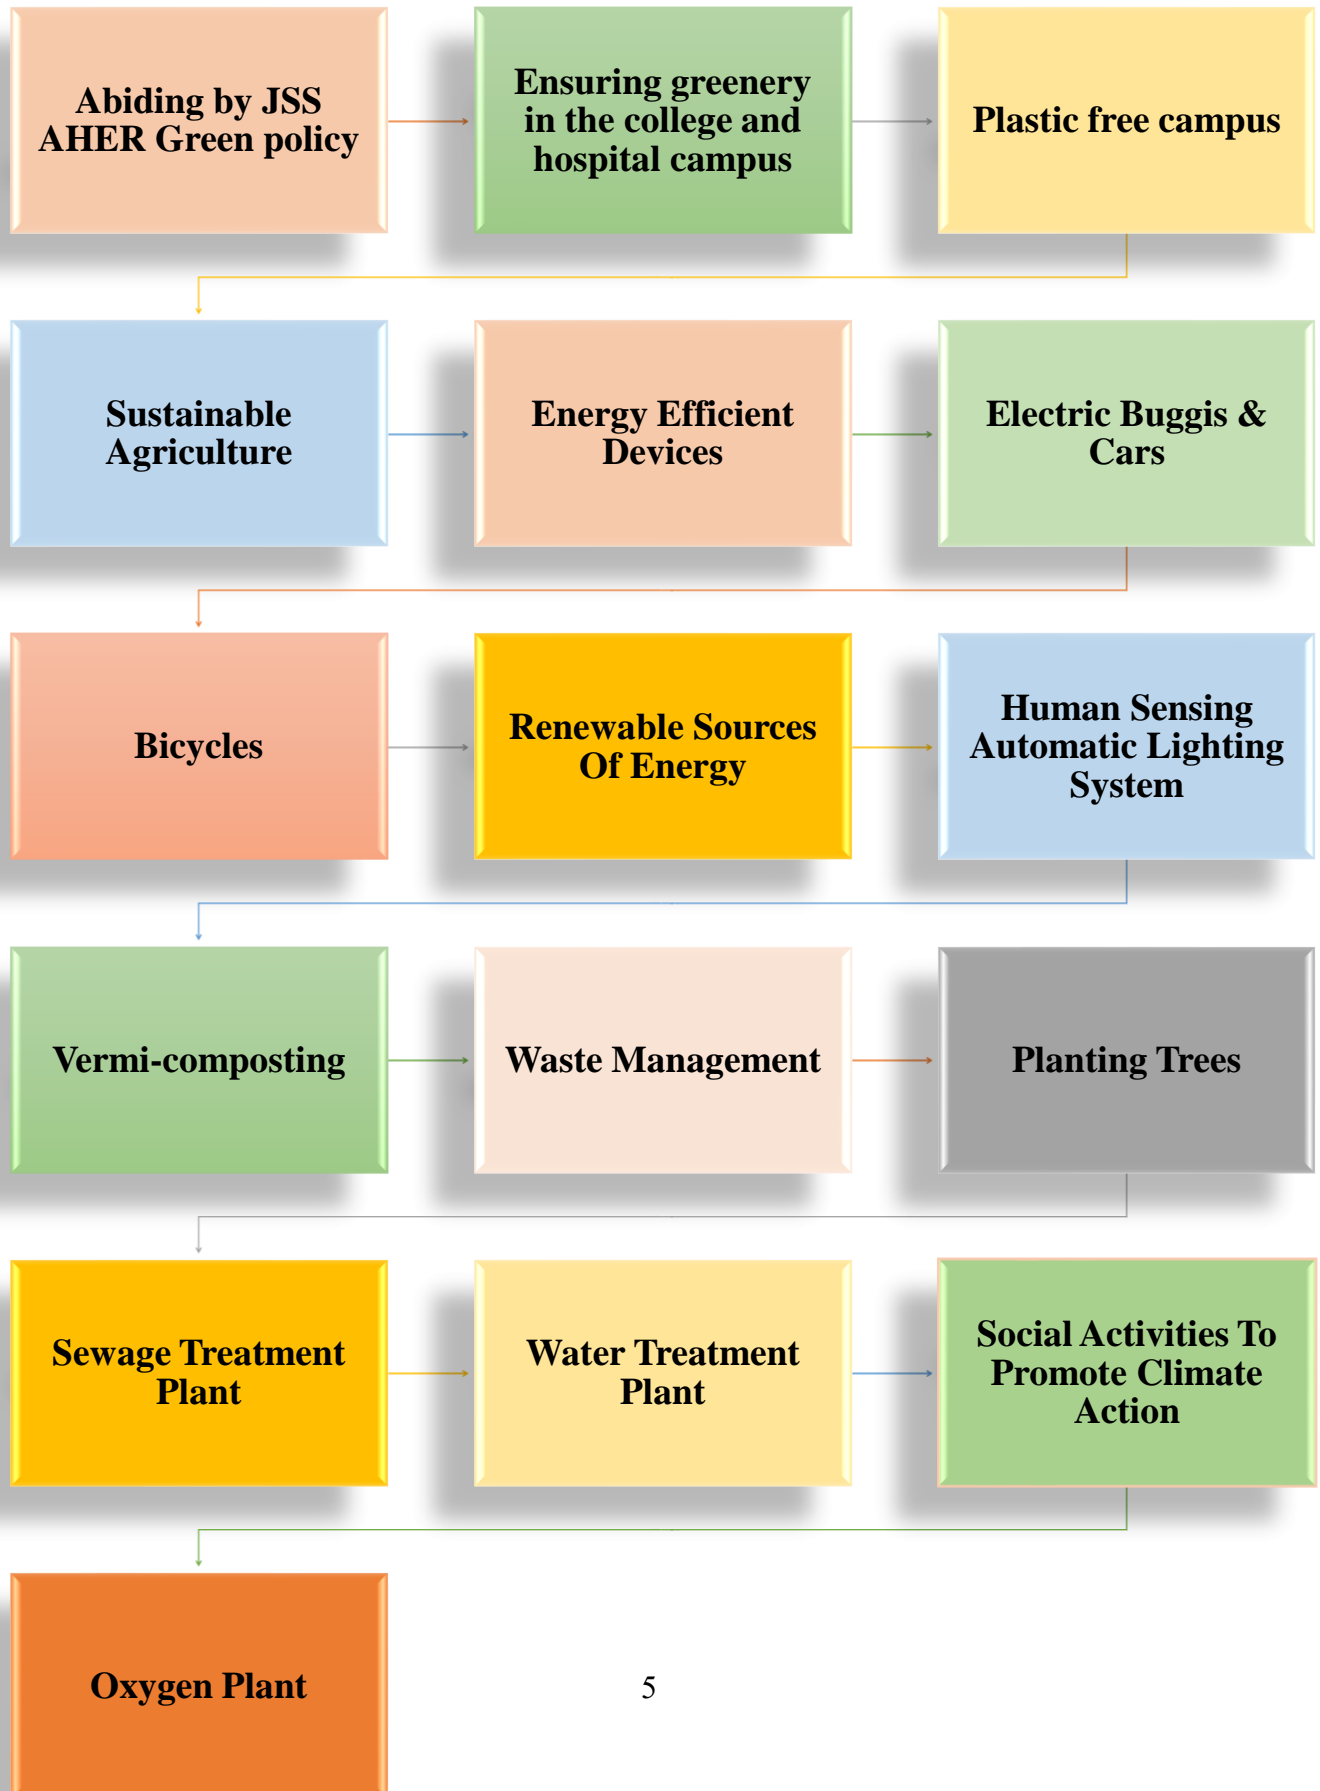 Abiding by JSS
AHER Green policy
Ensuring greenery
in the college and
hospital campus
Plastic free campus
Sustainable
Agriculture
Energy Efficient
Devices
Electric Buggis &
Cars
Bicycles
Renewable Sources
Of Energy
Human Sensing
Automatic Lighting
System
Vermi-composting
Waste Management
Planting Trees
Sewage Treatment
Plant
Water Treatment
Plant
Social Activities To
Promote Climate
Action
Oxygen Plant
5